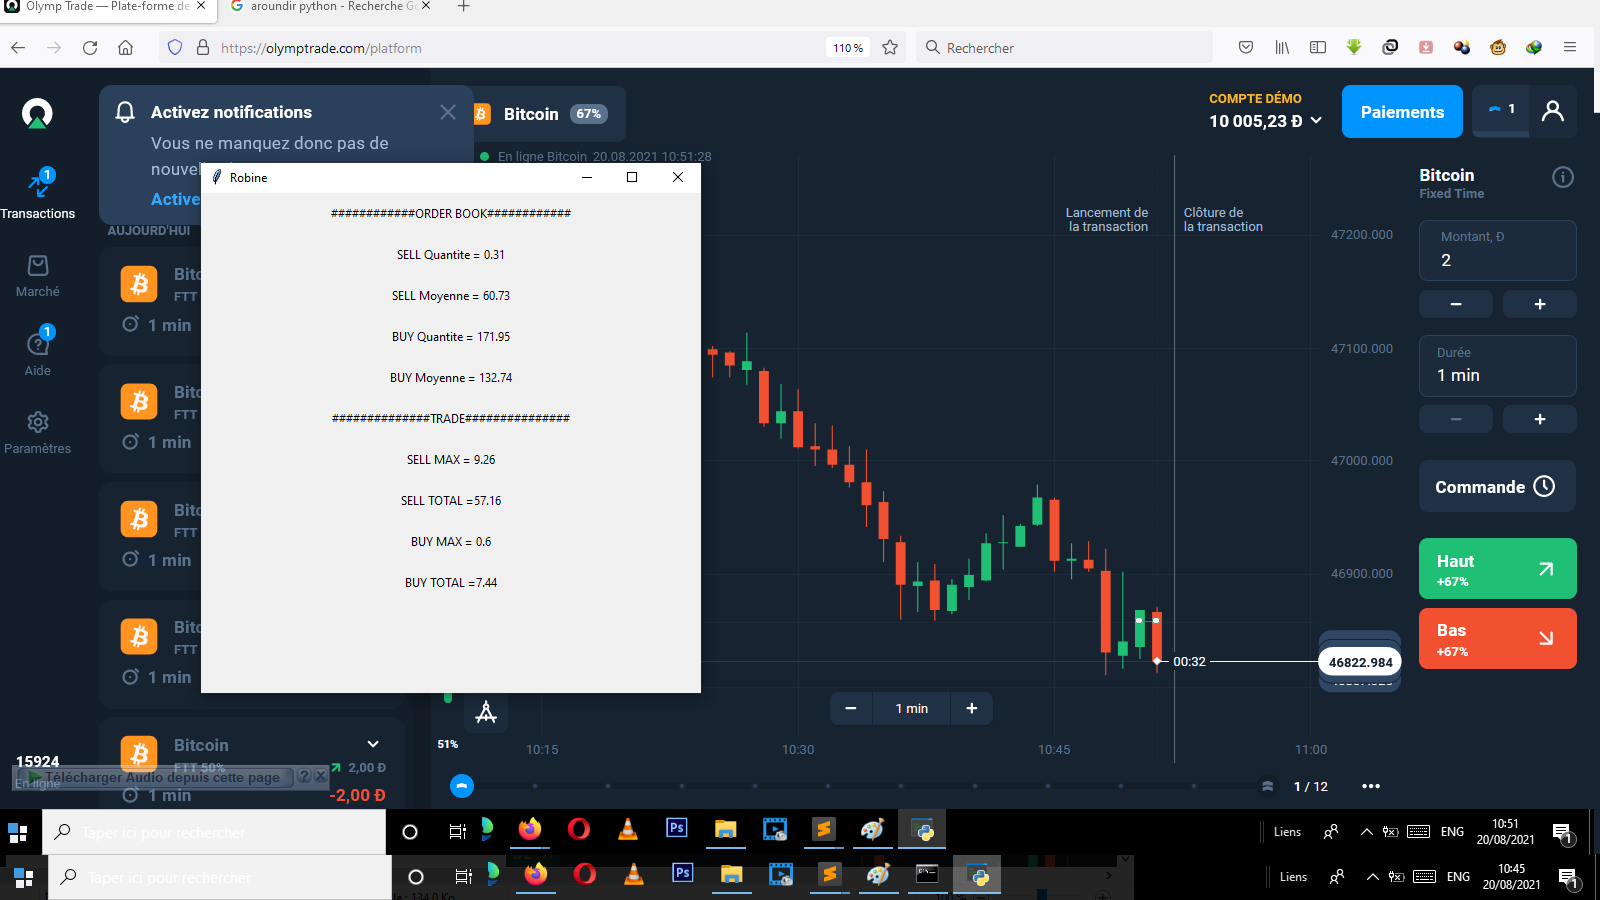 Olymp Trade — Plate-forme de
aroundir python - Recherche Go
https://olymptrade.com/platform
110 %
Rechercher
Activez notifications
Vous ne manquez donc pas de
Active
Bitcoin
67%
COMPTE DÉMO
10 005,23 Đ
Paiements
1
En ligne Bitcoin 20.08.2021 10:51:28
Robine
############ORDER BOOK############
SELL Quantite = 0.31
SELL Moyenne = 60.73
BUY Quantite = 171.95
BUY Moyenne = 132.74
##############TRADE###############
SELL MAX = 9.26
SELL TOTAL =57.16
BUY MAX = 0.6
BUY TOTAL =7.44
1
Transactions
Marché
1
Aide
Paramètres
AUJOURD'HUI
Bitc
FTT
1 min
Bitc
FTT
1 min
Bitc
FTT
1 min
Bitc
FTT
1 min
Bitcoin
FTT 50%
2,00 Đ
1 min
-2,00 Đ
15924
En ligne
Télécharger Audio depuis cette page
? X
Lancement de
la transaction
Clôture de
la transaction
47200.000
47100.000
47000.000
46900.000
46822.984
00:32
1 min
51%
10:15
10:30
10:45
11:00
1 / 12
Bitcoin
Fixed Time
Montant, Đ
2
Durée
1 min
Commande
Haut
+67%
Bas
+67%
Taper ici pour rechercher
Ps
Liens
ENG
10:51
20/08/2021
1
Taper ici pour rechercher
Ps
Liens
ENG
10:45
20/08/2021
1